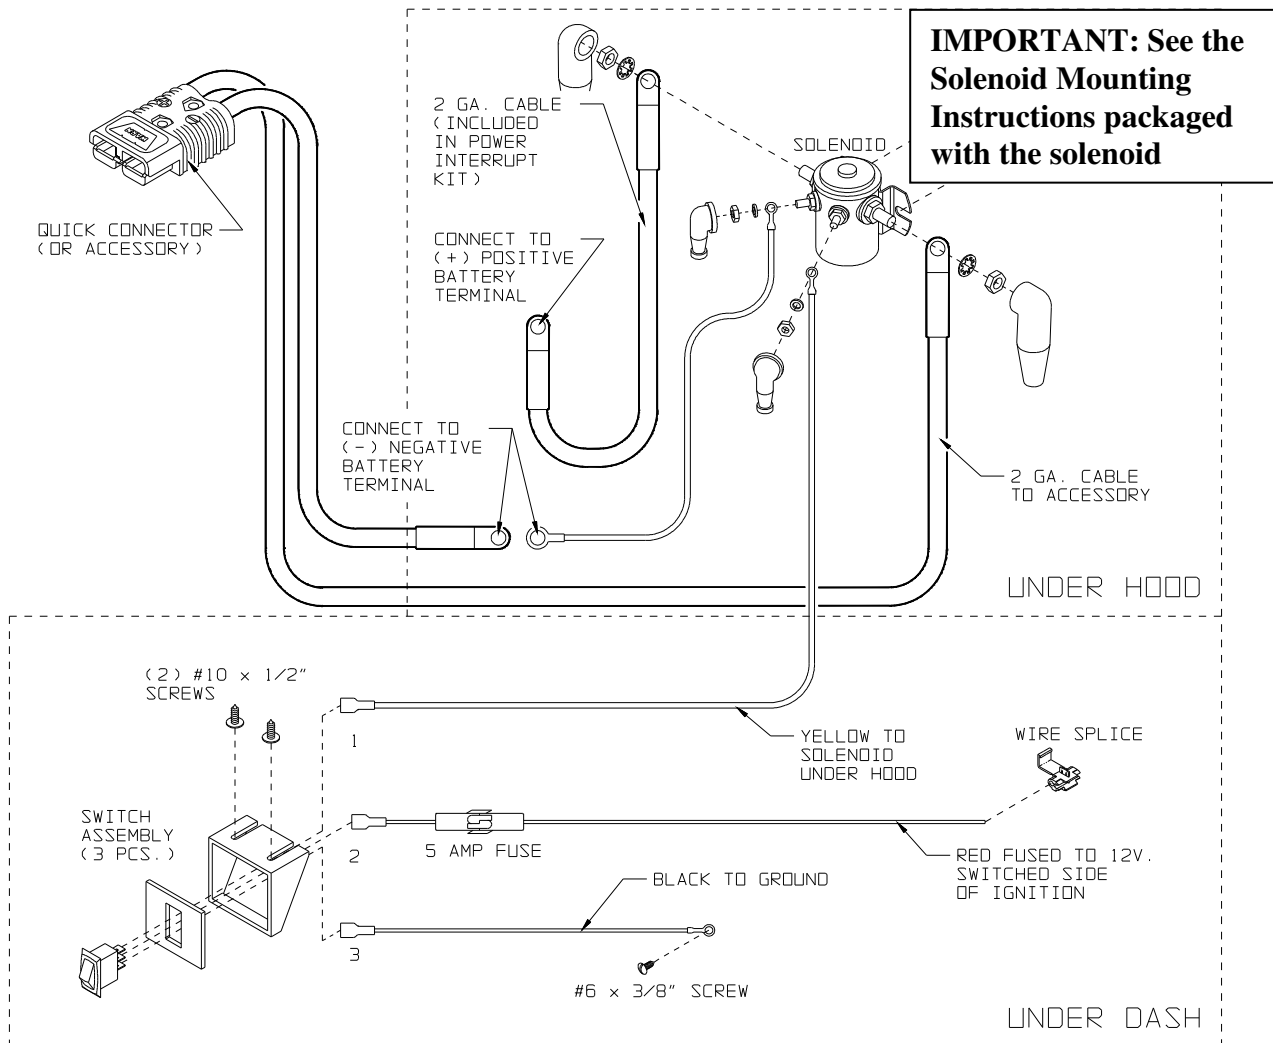 IMPORTANT: See the
Solenoid Mounting
Instructions packaged
with the solenoid
2 GA. CABLE
(INCLUDED
IN POWER
INTERRUPT
KIT)
SOLENOID
QUICK CONNECTOR
(OR ACCESSORY)
CONNECT TO
(+) POSITIVE
BATTERY
TERMINAL
CONNECT TO
(-) NEGATIVE
BATTERY
TERMINAL
2 GA. CABLE
TO ACCESSORY
UNDER HOOD
(2) #10 x 1/2"
SCREWS
1
YELLOW TO
SOLENOID
UNDER HOOD
WIRE SPLICE
SWITCH
ASSEMBLY
(3 PCS.)
2
5 AMP FUSE
RED FUSED TO 12V.
SWITCHED SIDE
OF IGNITION
BLACK TO GROUND
3
#6 x 3/8" SCREW
UNDER DASH